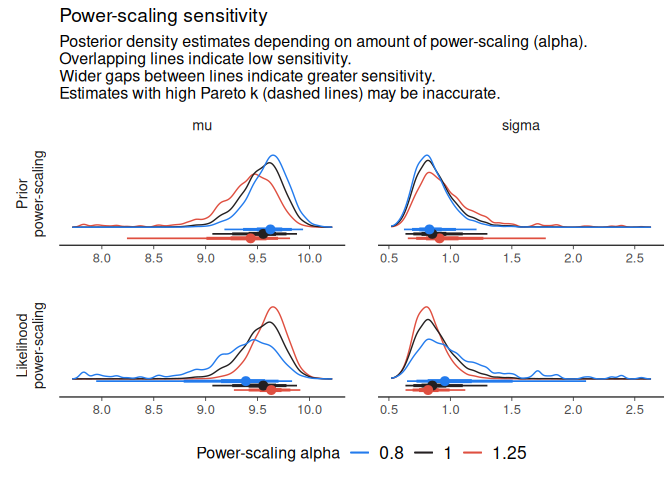 Power-scaling sensitivity
Posterior density estimates depending on amount of power-scaling (alpha).
Overlapping lines indicate low sensitivity.
Wider gaps between lines indicate greater sensitivity.
Estimates with high Pareto k (dashed lines) may be inaccurate.
mu
sigma
Prior
power-scaling
8.0 8.5 9.0 9.5 10.0
0.5 1.0 1.5 2.0 2.5
Likelihood
power-scaling
8.0 8.5 9.0 9.5 10.0
0.5 1.0 1.5 2.0 2.5
Power-scaling alpha 0.8 1 1.25